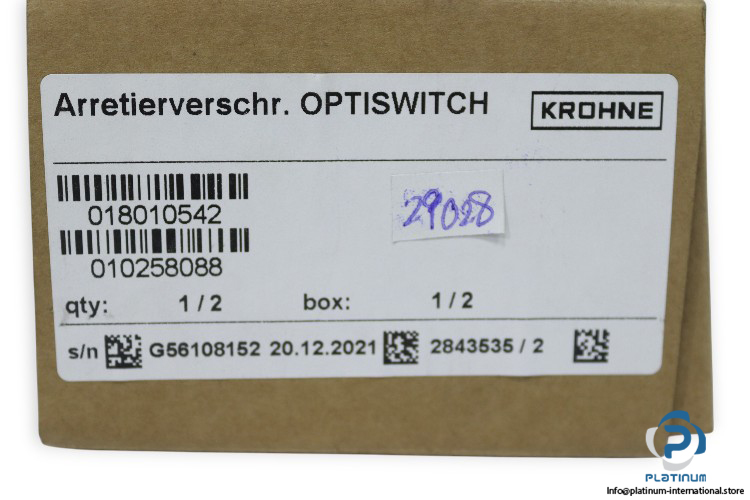 Arretierverschr. OPTISWITCH
KROHNE
018010542
29028
010258088
qty: 1 / 2 box: 1 / 2
s/n G56108152 20.12.2021 2843535 / 2
PLATINUM
Info@platinum-international.store